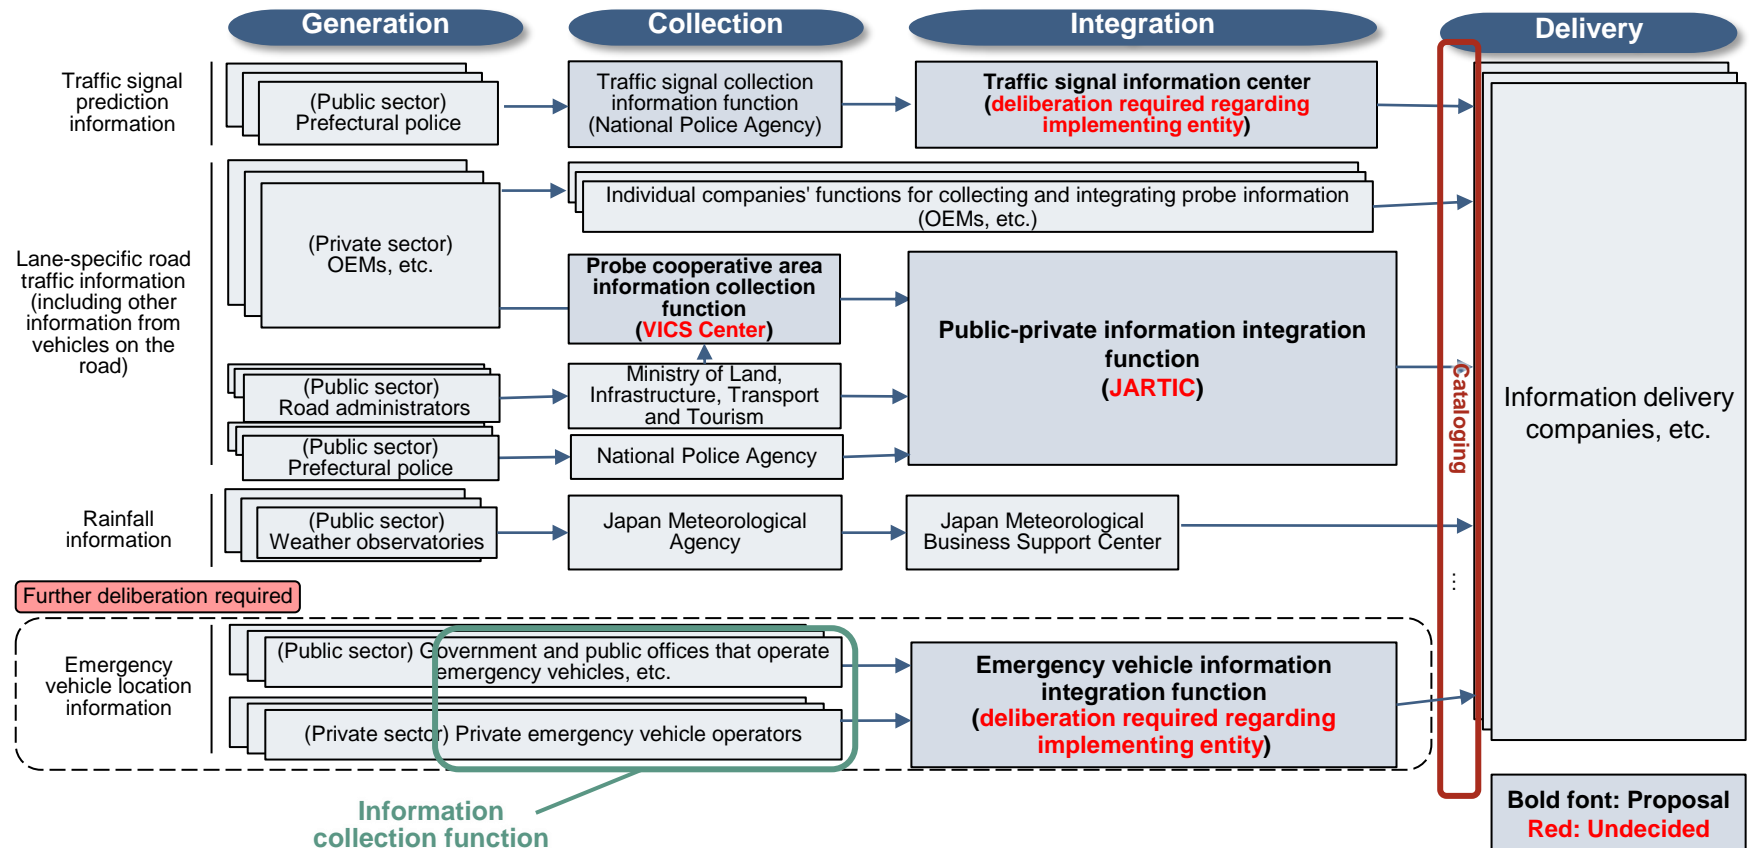 Generation
Collection
Integration
Delivery
Traffic signal
prediction
information
(Public sector)
Prefectural police
Traffic signal collection
information function
(National Police Agency)
Traffic signal information center
(deliberation required regarding
implementing entity)
Lane-specific road
traffic information
(including other
information from
vehicles on the
road)
(Private sector)
OEMs, etc.
Individual companies' functions for collecting and integrating probe information
(OEMs, etc.)
Probe cooperative area
information collection
function
(VICS Center)
Public-private information integration
function
(JARTIC)
(Public sector)
Road administrators
Ministry of Land,
Infrastructure, Transport
and Tourism
(Public sector)
Prefectural police
National Police Agency
Cataloging
Information delivery
companies, etc.
Rainfall
information
(Public sector)
Weather observatories
Japan Meteorological
Agency
Japan Meteorological
Business Support Center
...
Further deliberation required
Emergency
vehicle location
information
(Public sector) Government and public offices that operate
emergency vehicles, etc.
(Private sector) Private emergency vehicle operators
Emergency vehicle information
integration function
(deliberation required regarding
implementing entity)
Information
collection function
Bold font: Proposal
Red: Undecided